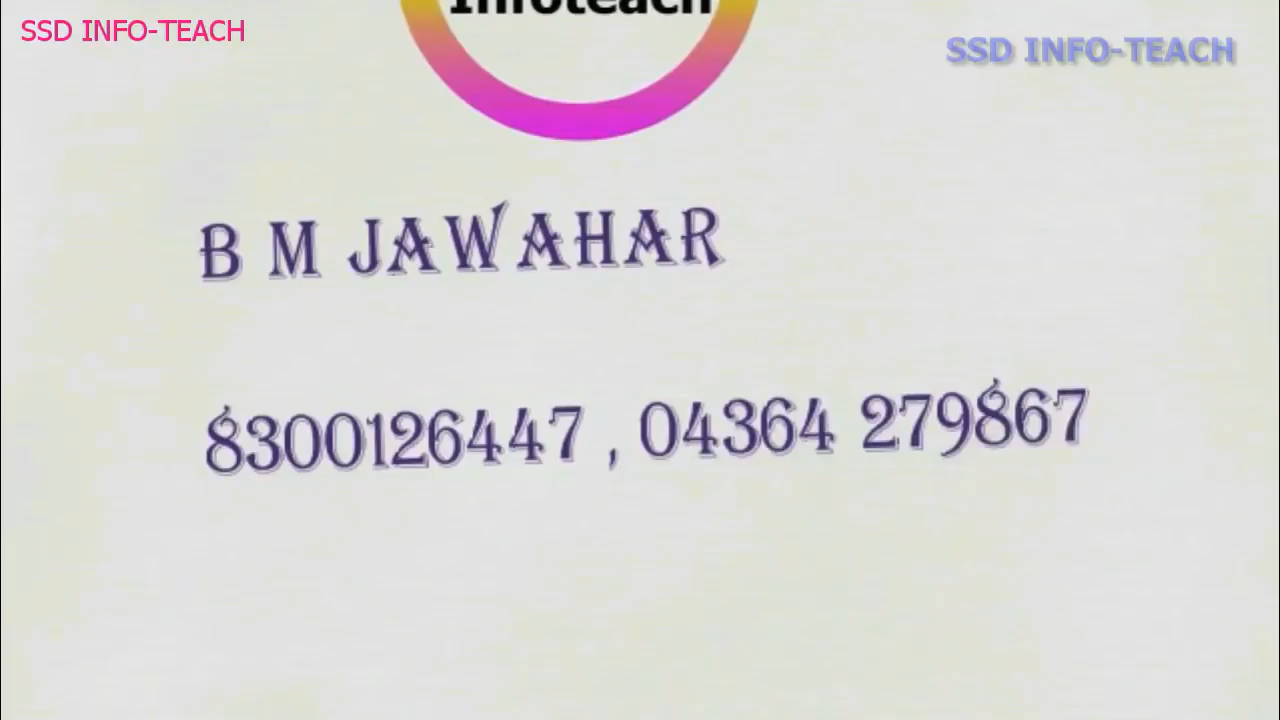 SSD INFO-TEACH
SSD INFO-TEACH
Infoteach
B M JAWAHAR
8300126447 , 04364 279867